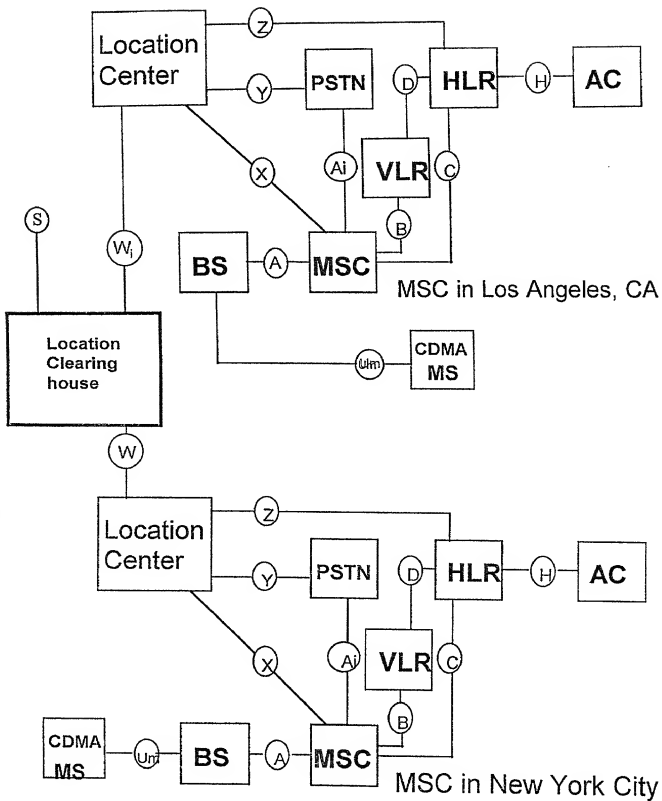 Location
Center
Z
Y
PSTN
D
HLR
H
AC
X
Ai
VLR
C
S
Wi
B
BS
A
MSC
MSC in Los Angeles, CA
Location
Clearing
house
Um
CDMA
MS
W
Location
Center
Z
Y
PSTN
D
HLR
H
AC
X
Ai
VLR
C
B
CDMA
MS
Um
BS
A
MSC
MSC in New York City